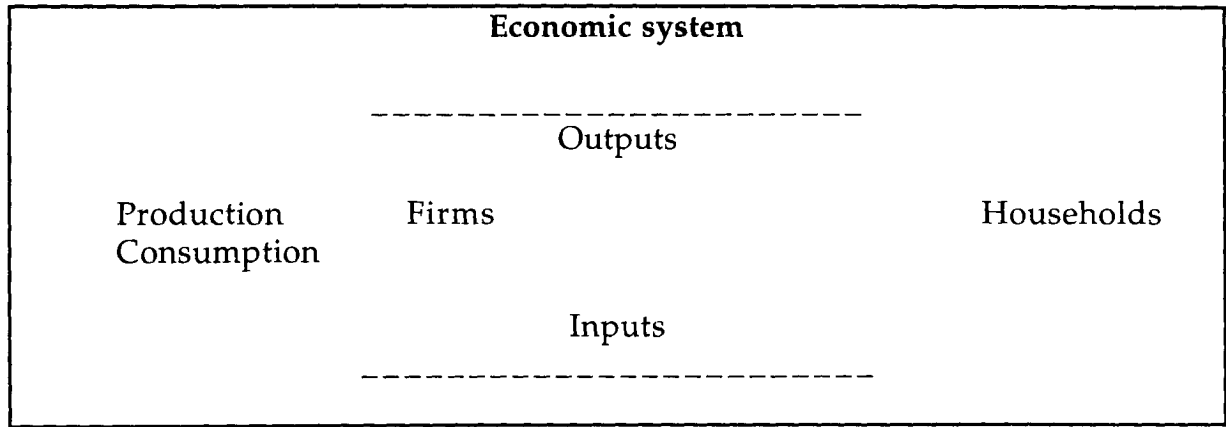 Economic system
Outputs
Production Firms Households
Consumption
Inputs